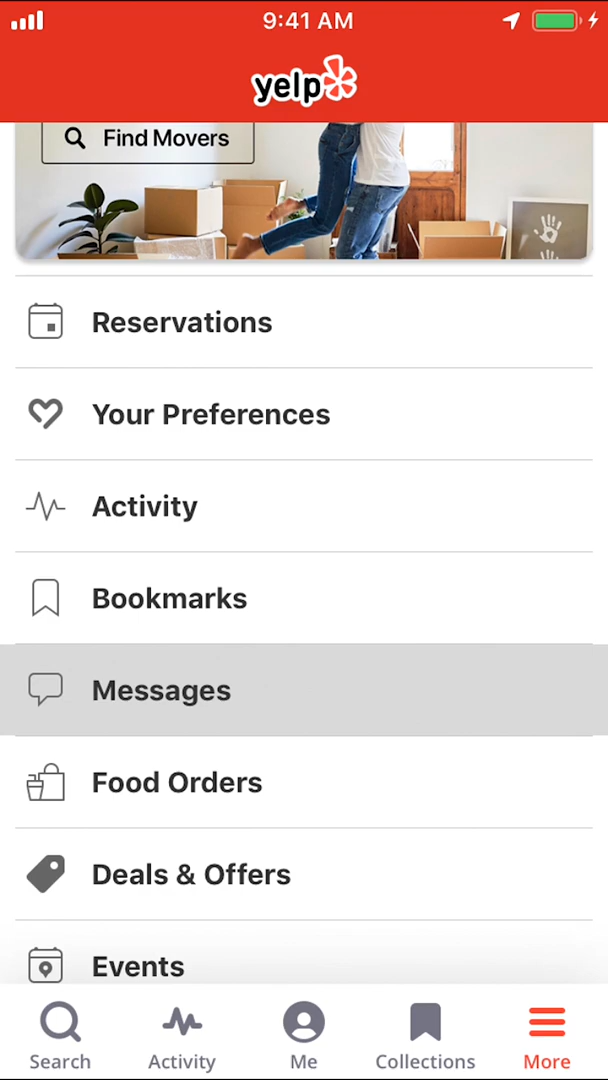 9:41 AM
yelp
Find Movers
Reservations
Your Preferences
Activity
Bookmarks
Messages
Food Orders
Deals & Offers
Events
Search Activity Me Collections More